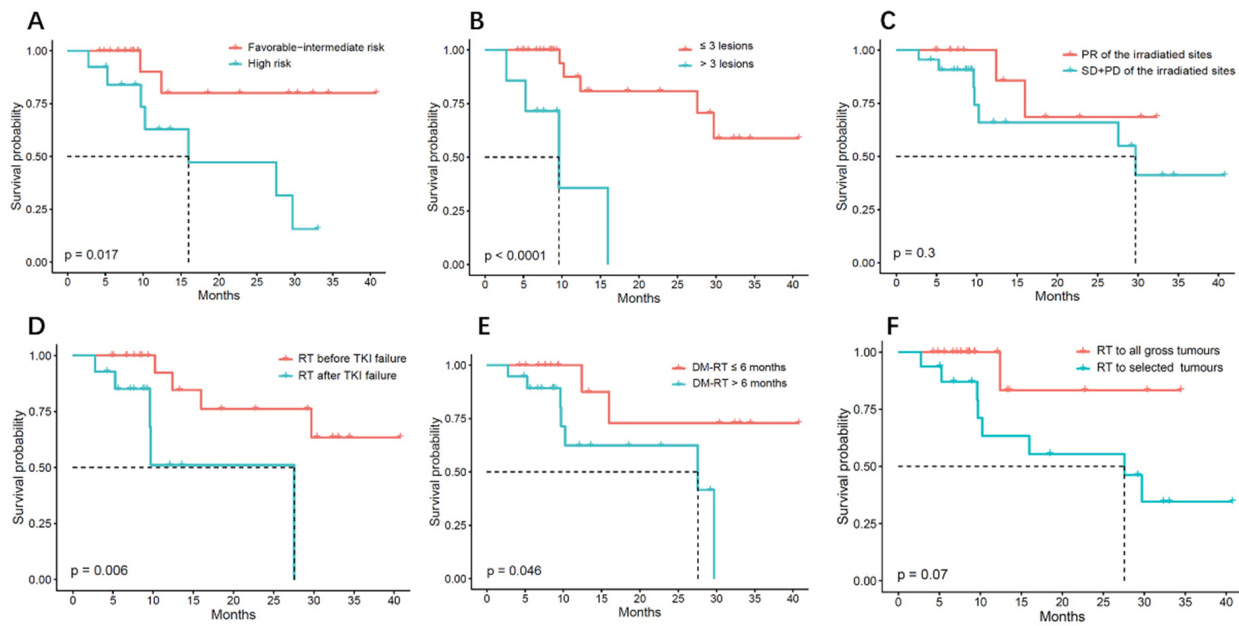 A
Favorable-intermediate risk
High risk
Survival probability
1.00
0.75
0.50
0.25
0.00
p = 0.017
0 5 10 15 20 25 30 35 40
Months
B
≤ 3 lesions
> 3 lesions
Survival probability
1.00
0.75
0.50
0.25
0.00
p < 0.0001
0 5 10 15 20 25 30 35 40
Months
C
PR of the irradiatied sites
SD+PD of the irradiatied sites
Survival probability
1.00
0.75
0.50
0.25
0.00
p = 0.3
0 5 10 15 20 25 30 35 40
Months
D
RT before TKI failure
RT after TKI failure
Survival probability
1.00
0.75
0.50
0.25
0.00
p = 0.006
0 5 10 15 20 25 30 35 40
Months
E
DM-RT ≤ 6 months
DM-RT > 6 months
Survival probability
1.00
0.75
0.50
0.25
0.00
p = 0.046
0 5 10 15 20 25 30 35 40
Months
F
RT to all gross tumours
RT to selected tumours
Survival probability
1.00
0.75
0.50
0.25
0.00
p = 0.07
0 5 10 15 20 25 30 35 40
Months